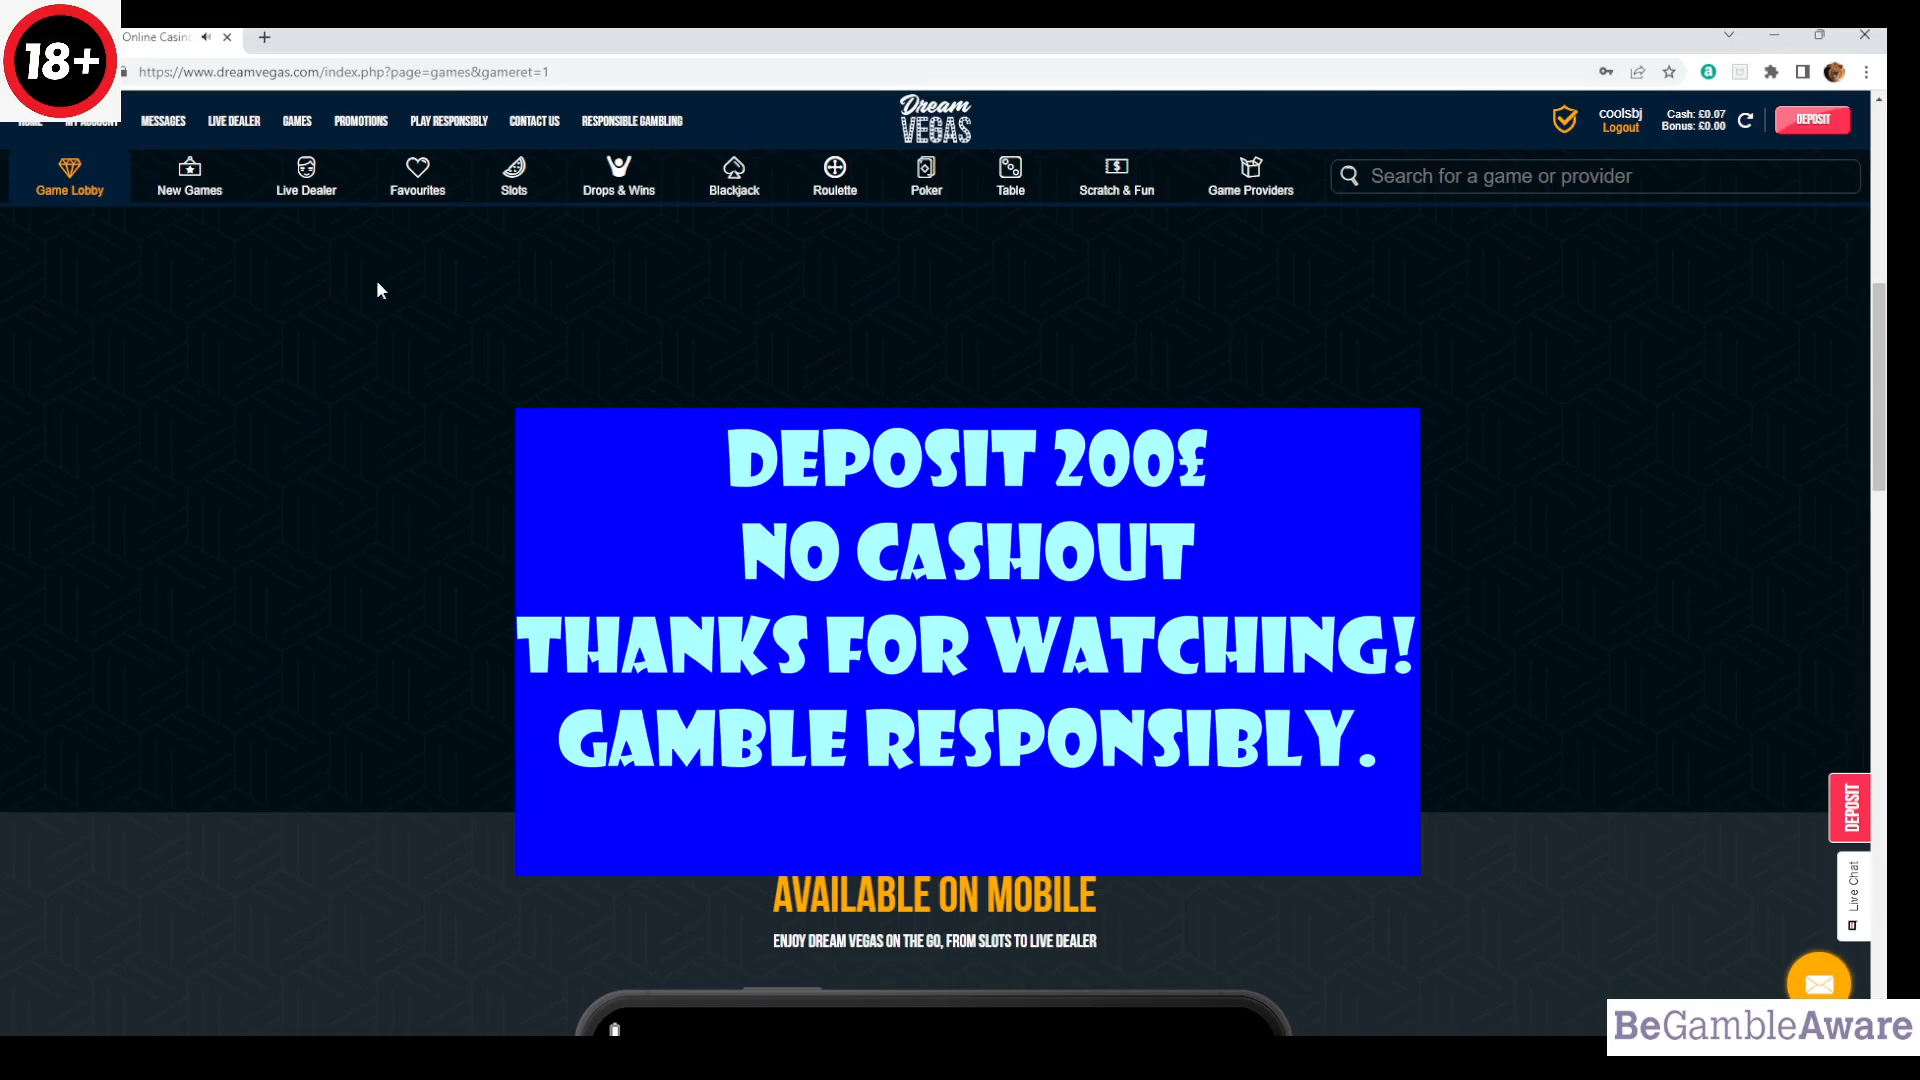 18+
Online Casin
https://www.dreamvegas.com/index.php?page=games&gameret=1
HOME MY ACCOUNT MESSAGES LIVE DEALER GAMES PROMOTIONS PLAY RESPONSIBLY CONTACT US RESPONSIBLE GAMBLING
Dream
VEGAS
coolsbj
Logout
Cash: £0.07
Bonus: £0.00
DEPOSIT
Game Lobby New Games Live Dealer Favourites Slots Drops & Wins Blackjack Roulette Poker Table Scratch & Fun Game Providers
Search for a game or provider
DEPOSIT 200£
NO CASHOUT
THANKS FOR WATCHING!
GAMBLE RESPONSIBLY.
DEPOSIT
Live Chat
AVAILABLE ON MOBILE
ENJOY DREAM VEGAS ON THE GO, FROM SLOTS TO LIVE DEALER
BeGambleAware